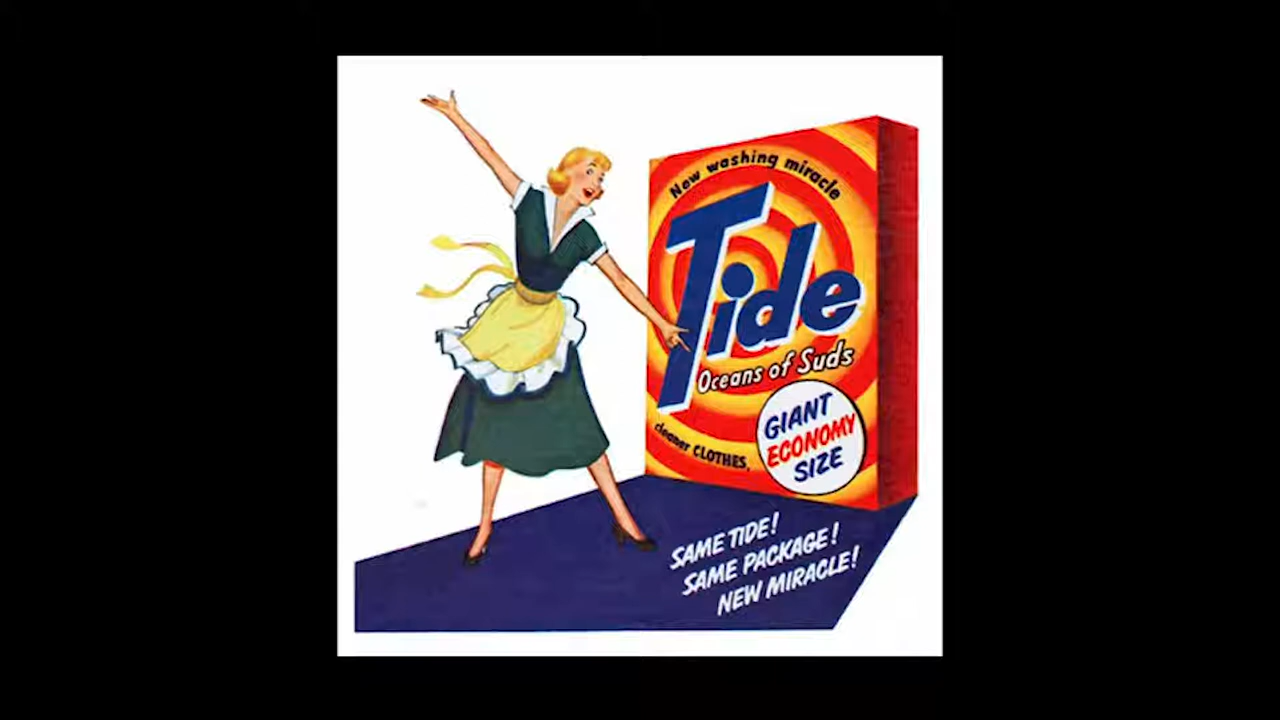 New washing miracle
Tide
Oceans of Suds
GIANT
ECONOMY
SIZE
cleaner CLOTHES,
SAME TIDE!
SAME PACKAGE!
NEW MIRACLE!